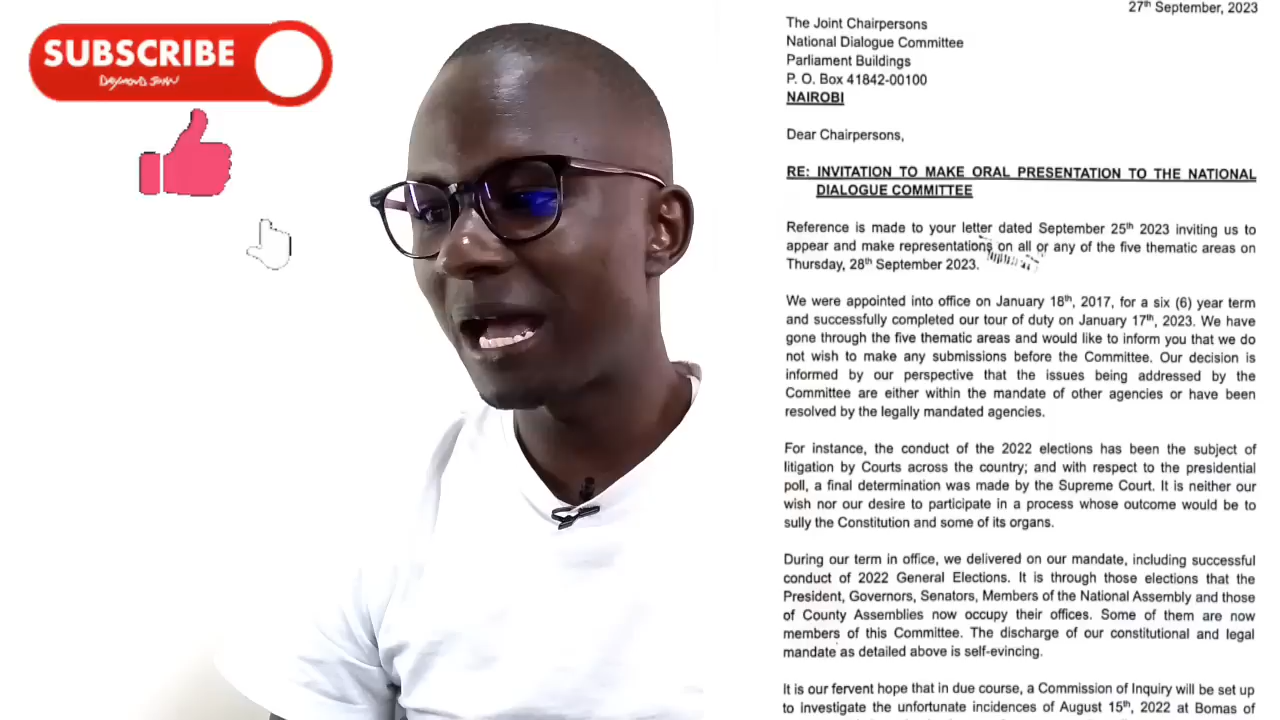 SUBSCRIBE
27th September, 2023
The Joint Chairpersons
National Dialogue Committee
Parliament Buildings
P. O. Box 41842-00100
NAIROBI
Dear Chairpersons,
RE: INVITATION TO MAKE ORAL PRESENTATION TO THE NATIONAL
DIALOGUE COMMITTEE
Reference is made to your letter dated September 25th 2023 inviting us to
appear and make representations on all or any of the five thematic areas on
Thursday, 28th September 2023.
We were appointed into office on January 18th, 2017, for a six (6) year term
and successfully completed our tour of duty on January 17th, 2023. We have
gone through the five thematic areas and would like to inform you that we do
not wish to make any submissions before the Committee. Our decision is
informed by our perspective that the issues being addressed by the
Committee are either within the mandate of other agencies or have been
resolved by the legally mandated agencies.
For instance, the conduct of the 2022 elections has been the subject of
litigation by Courts across the country; and with respect to the presidential
poll, a final determination was made by the Supreme Court. It is neither our
wish nor our desire to participate in a process whose outcome would be to
sully the Constitution and some of its organs.
During our term in office, we delivered on our mandate, including successful
conduct of 2022 General Elections. It is through those elections that the
President, Governors, Senators, Members of the National Assembly and those
of County Assemblies now occupy their offices. Some of them are now
members of this Committee. The discharge of our constitutional and legal
mandate as detailed above is self-evincing.
It is our fervent hope that in due course, a Commission of Inquiry will be set up
to investigate the unfortunate incidences of August 15th, 2022 at Bomas of